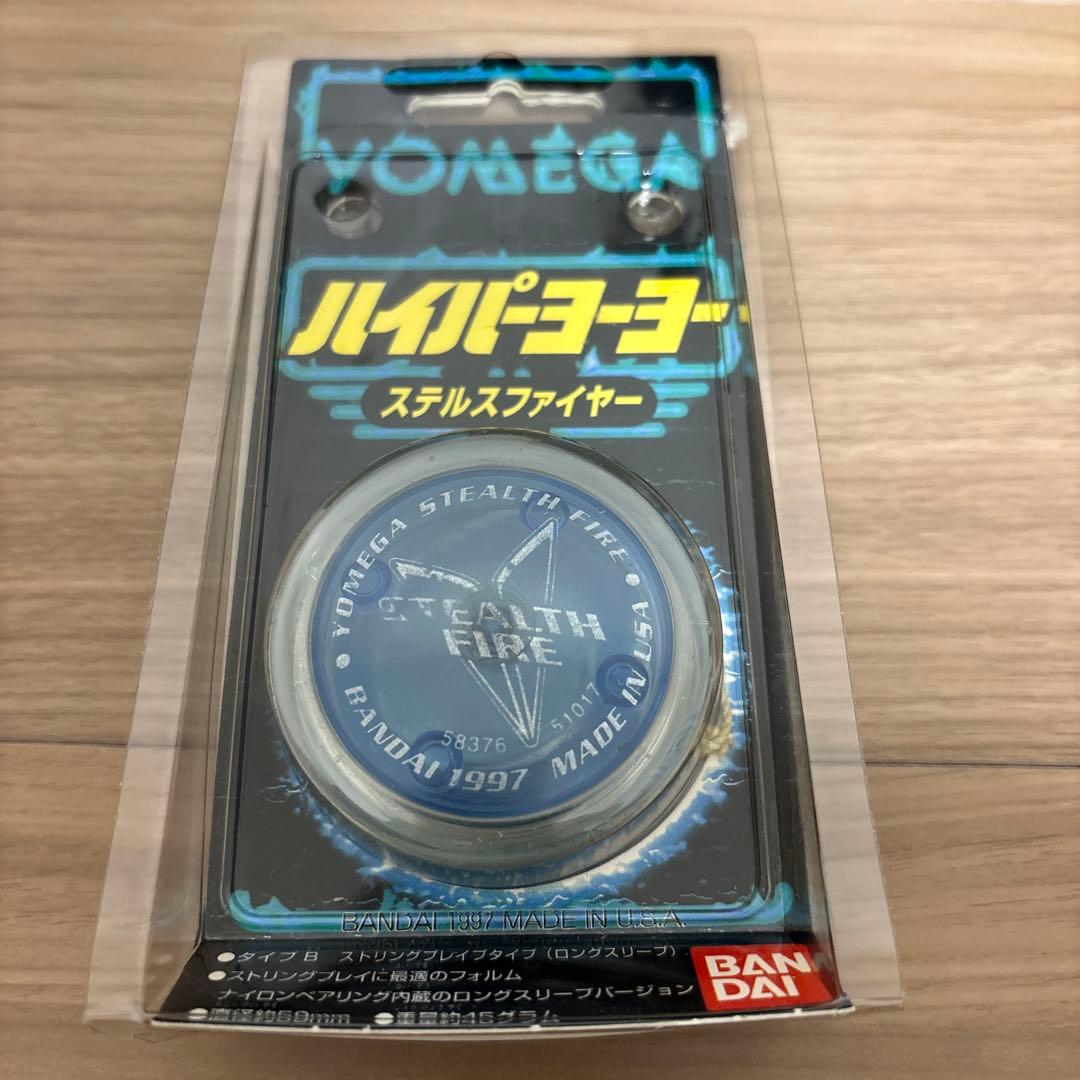 YOMEGA
ハイパーヨーヨー
ステルスファイヤー
YOMEGA STEALTH FIRE
STEALTH
FIRE
58376 51017
BANDAI 1997 MADE IN USA
BANDAI 1997 MADE IN U.S.A.
●タイプB ストリングプレイタイプ(ロングスリープ)
●ストリングプレイに最適のフォルム
ナイロンベアリング内蔵のロングスリープバージョン
●直径約59mm ●重量約45グラム
BAN
DAI